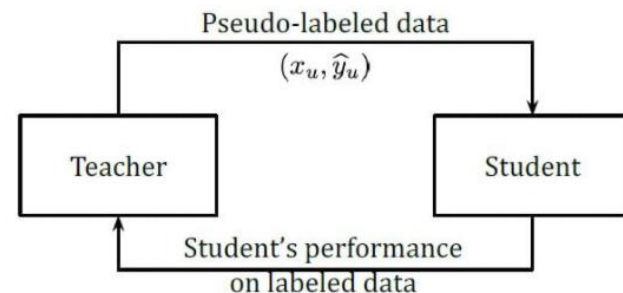 Pseudo-labeled data
(x_u, ŷ_u)
Teacher
Student
Student's performance
on labeled data